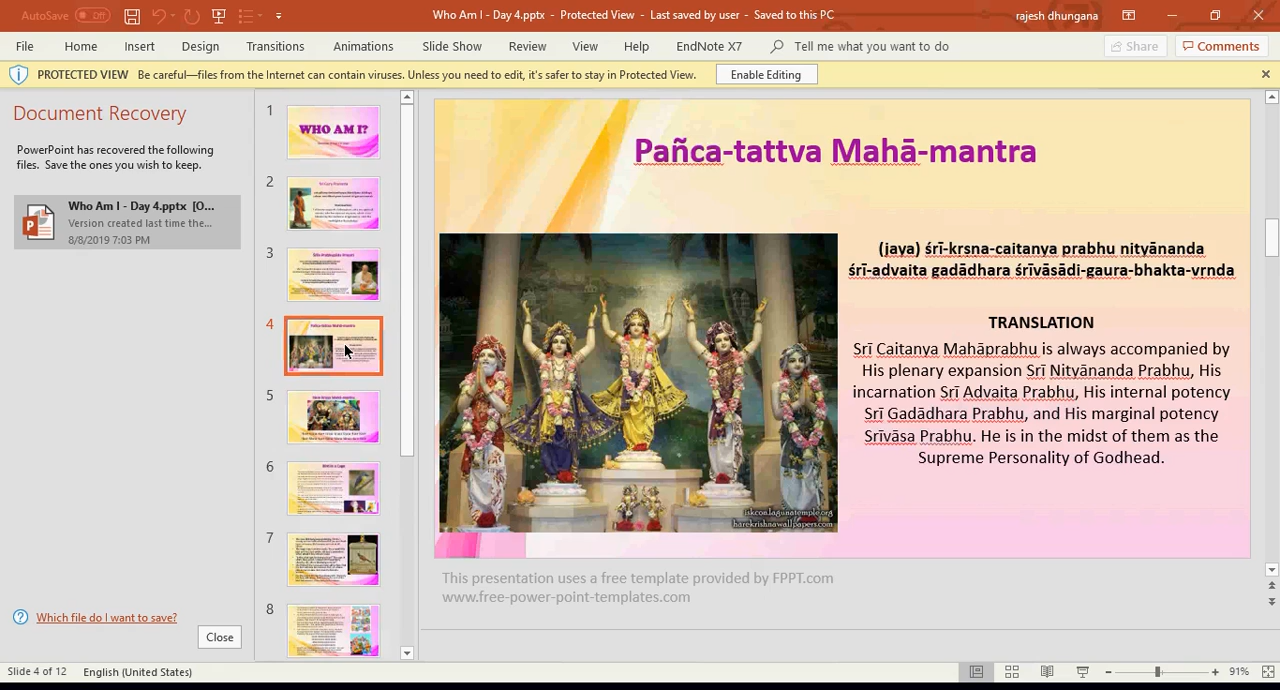 AutoSave Off
Who Am I - Day 4.pptx - Protected View - Last saved by user - Saved to this PC
rajesh dhungana
File Home Insert Design Transitions Animations Slide Show Review View Help EndNote X7 Tell me what you want to do Share Comments
PROTECTED VIEW Be careful—files from the Internet can contain viruses. Unless you need to edit, it's safer to stay in Protected View. Enable Editing
Document Recovery
PowerPoint has recovered the following
files. Save the ones you wish to keep.
Who Am I - Day 4.pptx [O...
Version created last time the...
8/8/2019 7:03 PM
Which file do I want to save?
Close
1
WHO AM I?
2
3
4
Pañca-tattva Mahā-mantra
5
6
7
8
Pañca-tattva Mahā-mantra
(jaya) śrī-krsna-caitanya prabhu nityānanda
śrī-advaita gadādhara śrīvāsādi-gaura-bhakta-vrnda
TRANSLATION
Srī Caitanya Mahāprabhu is always accompanied by
His plenary expansion Srī Nityānanda Prabhu, His
incarnation Srī Advaita Prabhu, His internal potency
Srī Gadādhara Prabhu, and His marginal potency
Srīvāsa Prabhu. He is in the midst of them as the
Supreme Personality of Godhead.
iskcon.lagunatemple.org
harekrishnawallpapers.com
This presentation uses a free template provided by FPPT.com
www.free-power-point-templates.com
Slide 4 of 12 English (United States)
91%